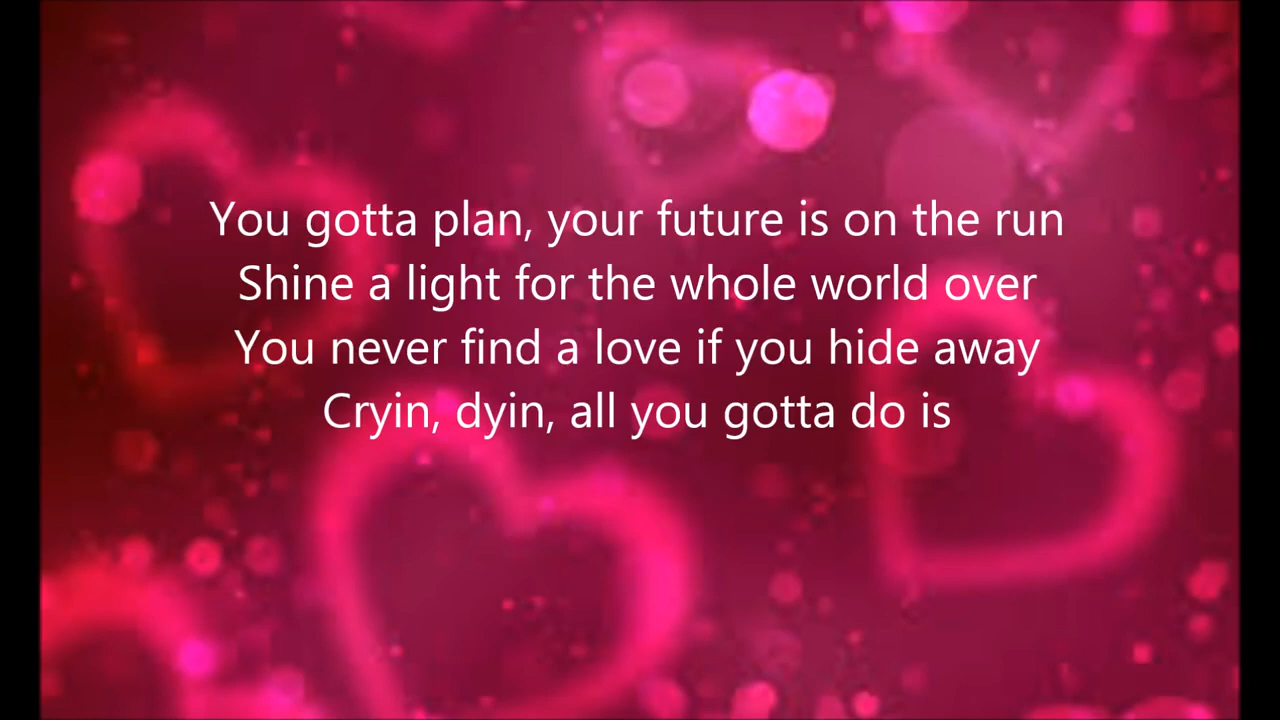 You gotta plan, your future is on the run
Shine a light for the whole world over
You never find a love if you hide away
Cryin, dyin, all you gotta do is